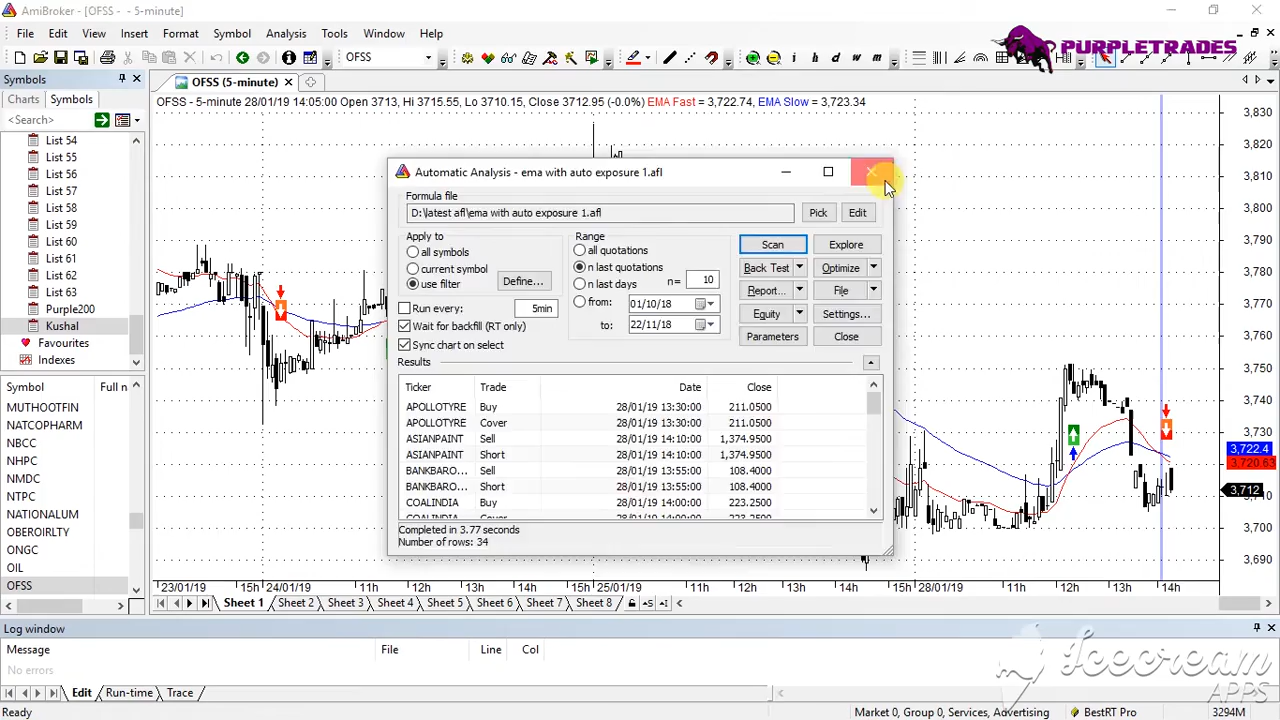 AmiBroker - [OFSS - - 5-minute]
File Edit View Insert Format Symbol Analysis Tools Window Help
PURPLETRADES
OFSP
Symbols
OFSS (5-minute)
Charts Symbols
<Search>
OFSS - 5-minute 28/01/19 14:05:00 Open 3713, Hi 3715.55, Lo 3710.15, Close 3712.95 (-0.0%) EMA Fast = 3,722.74, EMA Slow = 3,723.34
List 54
List 55
List 56
List 57
List 58
List 59
List 60
List 61
List 62
List 63
Purple200
Kushal
Favourites
Indexes
Symbol Full n
MUTHOOTFIN
NATCOPHARM
NBCC
NHPC
NMDC
NTPC
NATIONALUM
OBEROIRLTY
ONGC
OIL
OFSS
Automatic Analysis - ema with auto exposure 1.afl
Formula file
D:\latest afl\ema with auto exposure 1.afl
Pick Edit
Apply to
all symbols
current symbol
use filter
Define...
Range
all quotations
n last quotations n= 10
n last days
from: 01/10/18
to: 22/11/18
Scan Explore
Back Test Optimize
Report... File
Equity Settings...
Parameters Close
Run every: 5min
Wait for backfill (RT only)
Sync chart on select
Results
Ticker Trade Date Close
APOLLOTYRE Buy 28/01/19 13:30:00 211.0500
APOLLOTYRE Cover 28/01/19 13:30:00 211.0500
ASIANPAINT Sell 28/01/19 14:10:00 1,374.9500
ASIANPAINT Short 28/01/19 14:10:00 1,374.9500
BANKBARO... Sell 28/01/19 13:55:00 108.4000
BANKBARO... Short 28/01/19 13:55:00 108.4000
COALINDIA Buy 28/01/19 14:00:00 223.2500
COALINDIA Cover 28/01/19 14:00:00 223.2500
Completed in 3.77 seconds
Number of rows: 34
3,830
3,820
3,810
3,800
3,790
3,780
3,770
3,760
3,750
3,740
3,730
3,722.4
3,720.63
3,712
3,700
3,690
23/01/19 15h 24/01/19 11h 12h 13h 14h 15h 25/01/19 11h 12h 13h 14h 15h 28/01/19 11h 12h 13h 14h
Sheet 1 Sheet 2 Sheet 3 Sheet 4 Sheet 5 Sheet 6 Sheet 7 Sheet 8
Log window
Message File Line Col
No errors
Edit Run-time Trace
Icecream
APPS
Market 0, Group 0, Services, Advertising BestRT Pro 3294M